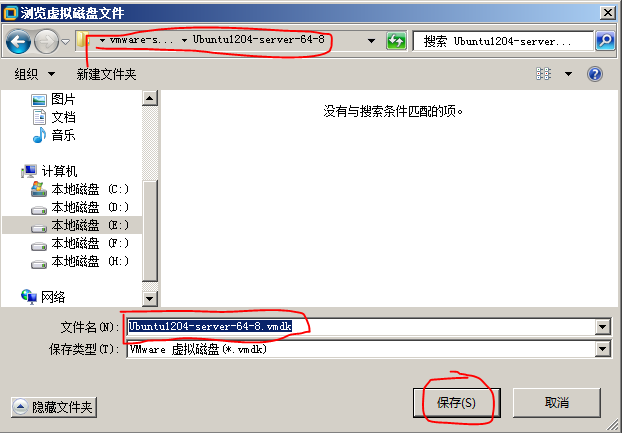 浏览虚拟磁盘文件
vmware-s... Ubuntu1204-server-64-8
搜索 Ubuntu1204-server...
组织 新建文件夹
图片
文档
音乐
计算机
本地磁盘 (C:)
本地磁盘 (D:)
本地磁盘 (E:)
本地磁盘 (F:)
本地磁盘 (H:)
网络
没有与搜索条件匹配的项。
文件名(N): Ubuntu1204-server-64-8.vmdk
保存类型(T): VMware 虚拟磁盘(*.vmdk)
隐藏文件夹
保存(S) 取消